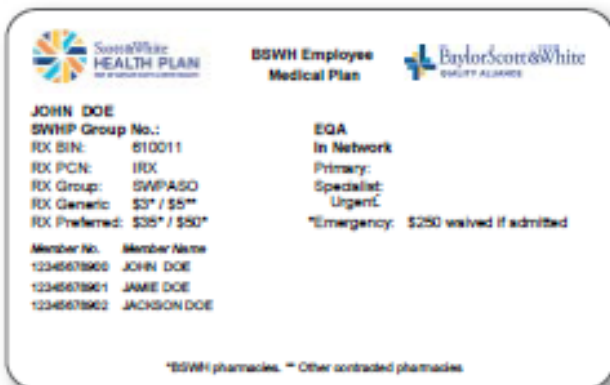 Scott&White
HEALTH PLAN
BSWH Employee
Medical Plan
BaylorScott&White
QUALITY ALLIANCE
JOHN DOE
SWHP Group No.:
RX BIN: 610011
RX PCN: IRX
RX Group: SWPASO
RX Generic $3* / $5**
RX Preferred: $35* / $50*
Member No. Member Name
12345678900 JOHN DOE
12345678901 JAMIE DOE
12345678902 JACKSON DOE
EQA
In Network
Primary:
Specialist:
Urgent:
*Emergency: $250 waived if admitted
*BSWH pharmacies. ** Other contracted pharmacies